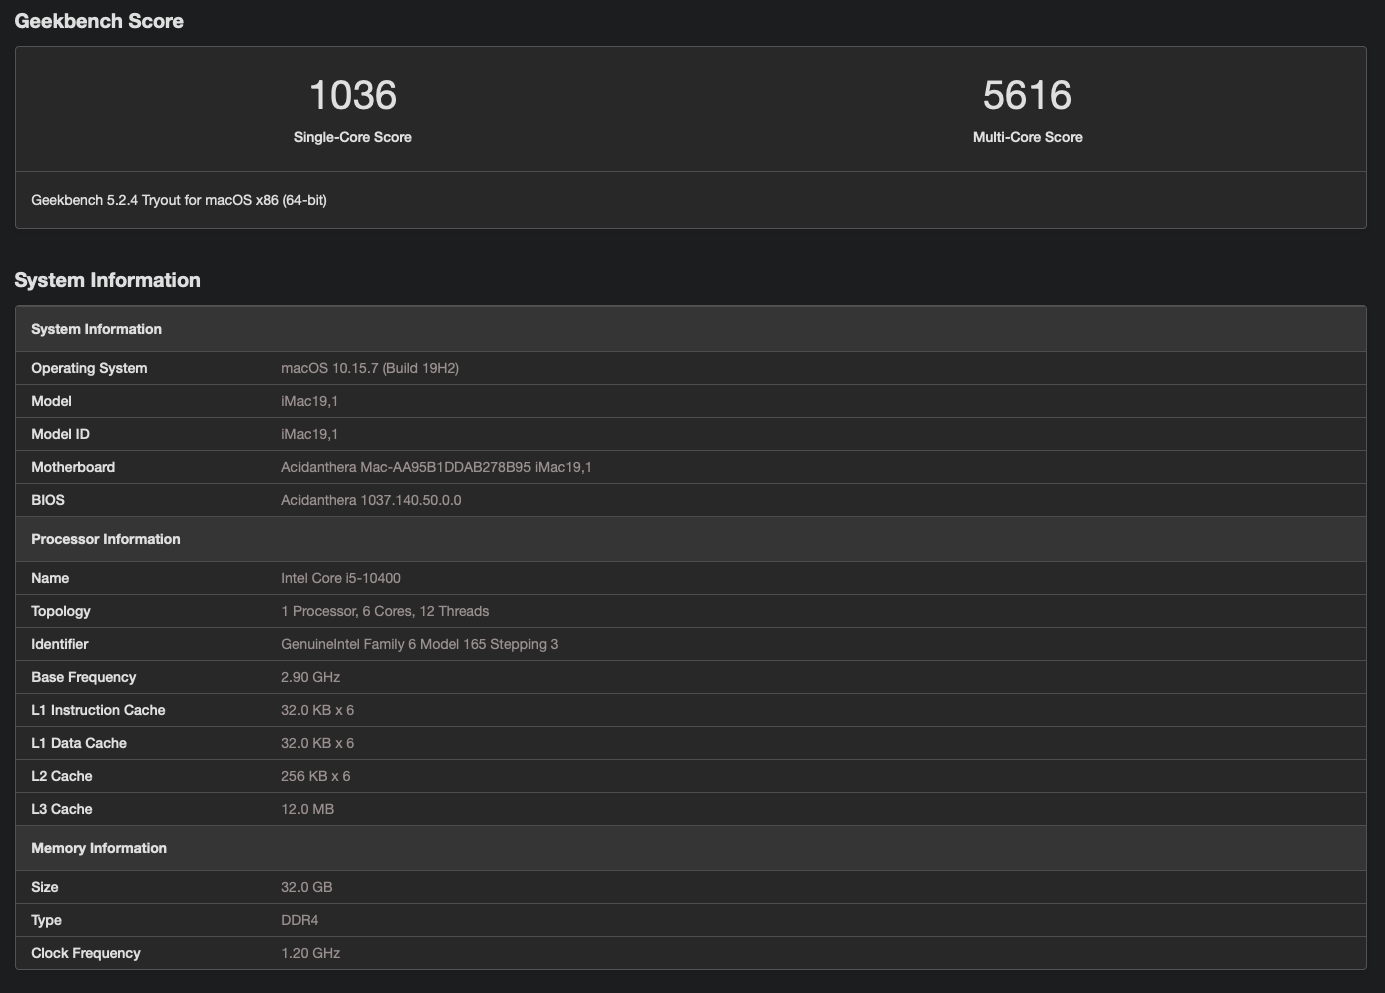 Geekbench Score
1036 5616
Single-Core Score Multi-Core Score
Geekbench 5.2.4 Tryout for macOS x86 (64-bit)
System Information
System Information
Operating System macOS 10.15.7 (Build 19H2)
Model iMac19,1
Model ID iMac19,1
Motherboard Acidanthera Mac-AA95B1DDAB278B95 iMac19,1
BIOS Acidanthera 1037.140.50.0.0
Processor Information
Name Intel Core i5-10400
Topology 1 Processor, 6 Cores, 12 Threads
Identifier GenuineIntel Family 6 Model 165 Stepping 3
Base Frequency 2.90 GHz
L1 Instruction Cache 32.0 KB x 6
L1 Data Cache 32.0 KB x 6
L2 Cache 256 KB x 6
L3 Cache 12.0 MB
Memory Information
Size 32.0 GB
Type DDR4
Clock Frequency 1.20 GHz